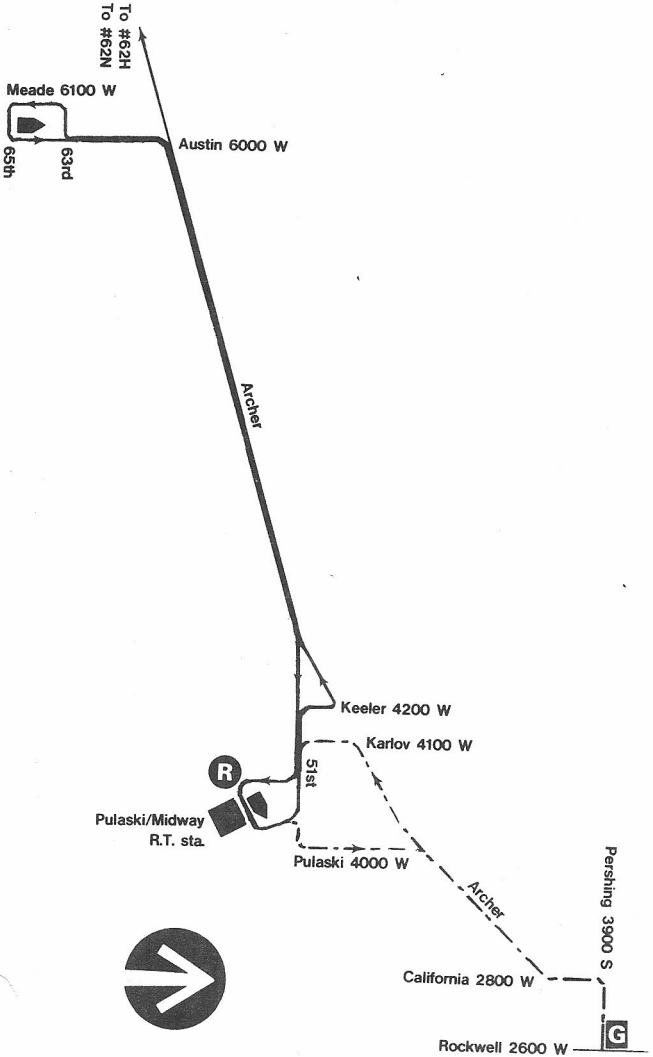 To #62H
To #62N
Meade 6100 W
Austin 6000 W
63rd
65th
Archer
Keeler 4200 W
Karlov 4100 W
51st
R
Pulaski/Midway
R.T. sta.
Pulaski 4000 W
Pershing 3900 S
Archer
California 2800 W
G
Rockwell 2600 W